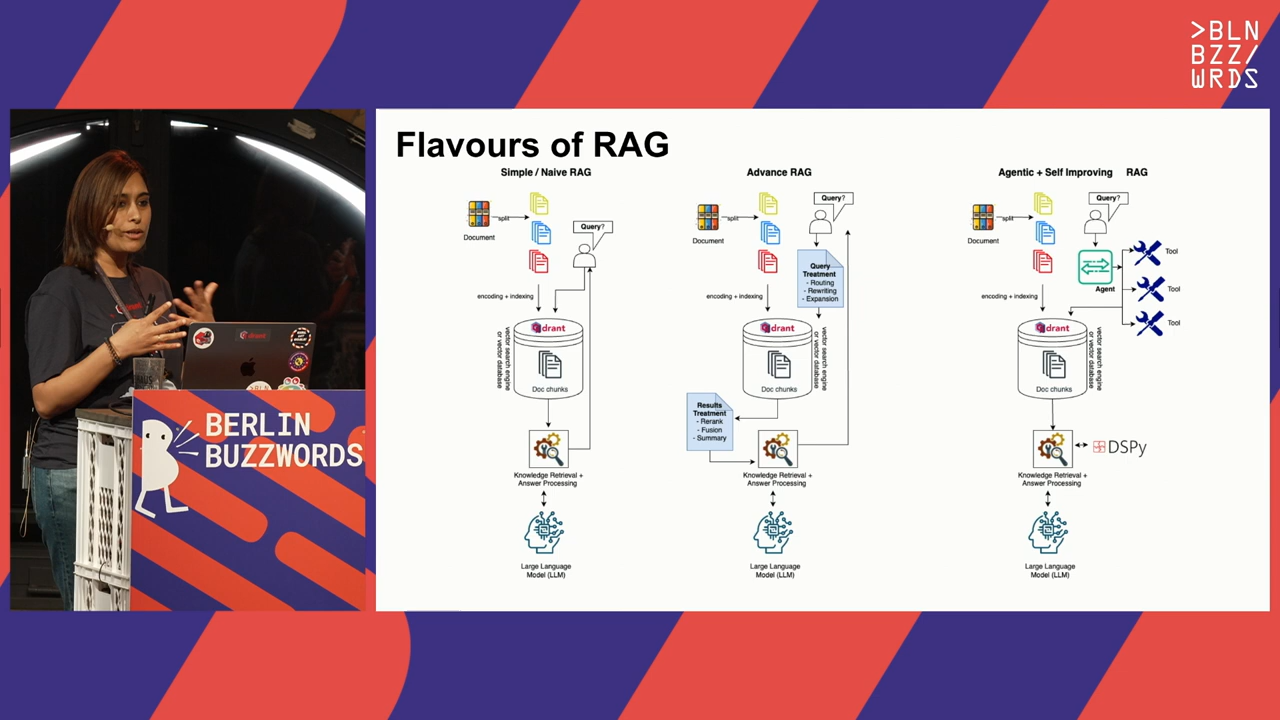 >BLN
BZZ/
WRDS
Flavours of RAG
Simple / Naive RAG
Document
split
Query?
encoding + indexing
qdrant
vector search engine
or vector database
Doc chunks
Knowledge Retrieval +
Answer Processing
Large Language
Model (LLM)
Advance RAG
Document
split
Query?
Query
Treatment
- Routing
- Rewriting
- Expansion
encoding + indexing
qdrant
vector search engine
or vector database
Doc chunks
Results
Treatment
- Rerank
- Fusion
- Summary
Knowledge Retrieval +
Answer Processing
Large Language
Model (LLM)
Agentic + Self Improving RAG
Document
split
Query?
Agent
Tool
Tool
Tool
encoding + indexing
qdrant
vector search engine
or vector database
Doc chunks
DSPy
Knowledge Retrieval +
Answer Processing
Large Language
Model (LLM)
qdrant
BERLIN
BUZZWORDS